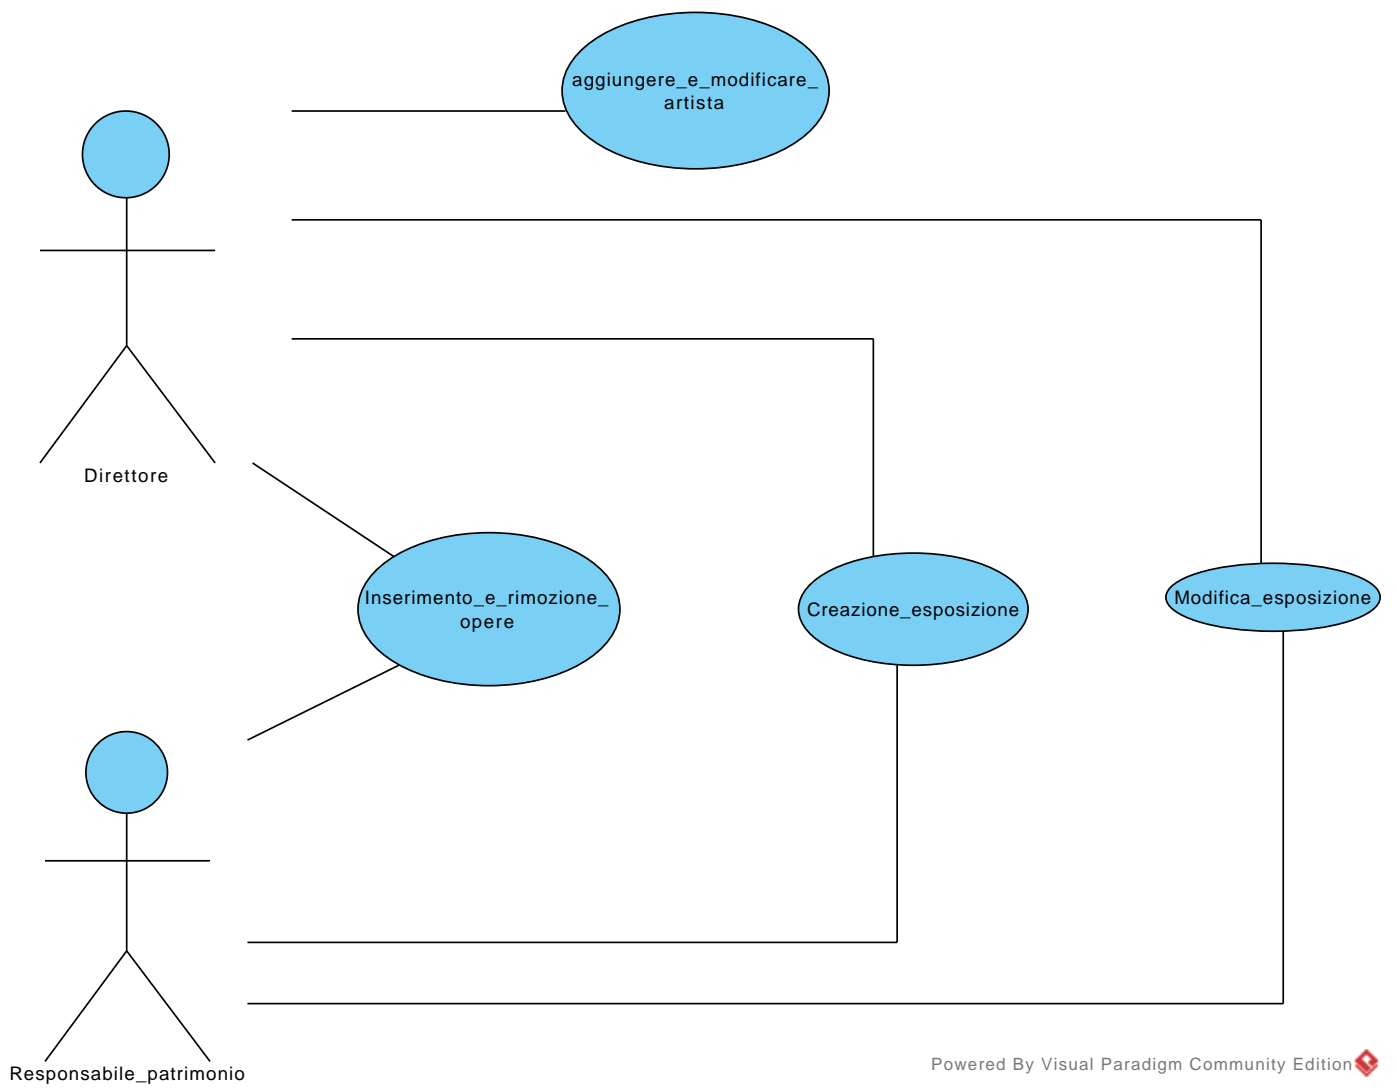 aggiungere_e_modificare_
artista
Direttore
Inserimento_e_rimozione_
opere
Creazione_esposizione
Modifica_esposizione
Responsabile_patrimonio
Powered By Visual Paradigm Community Edition